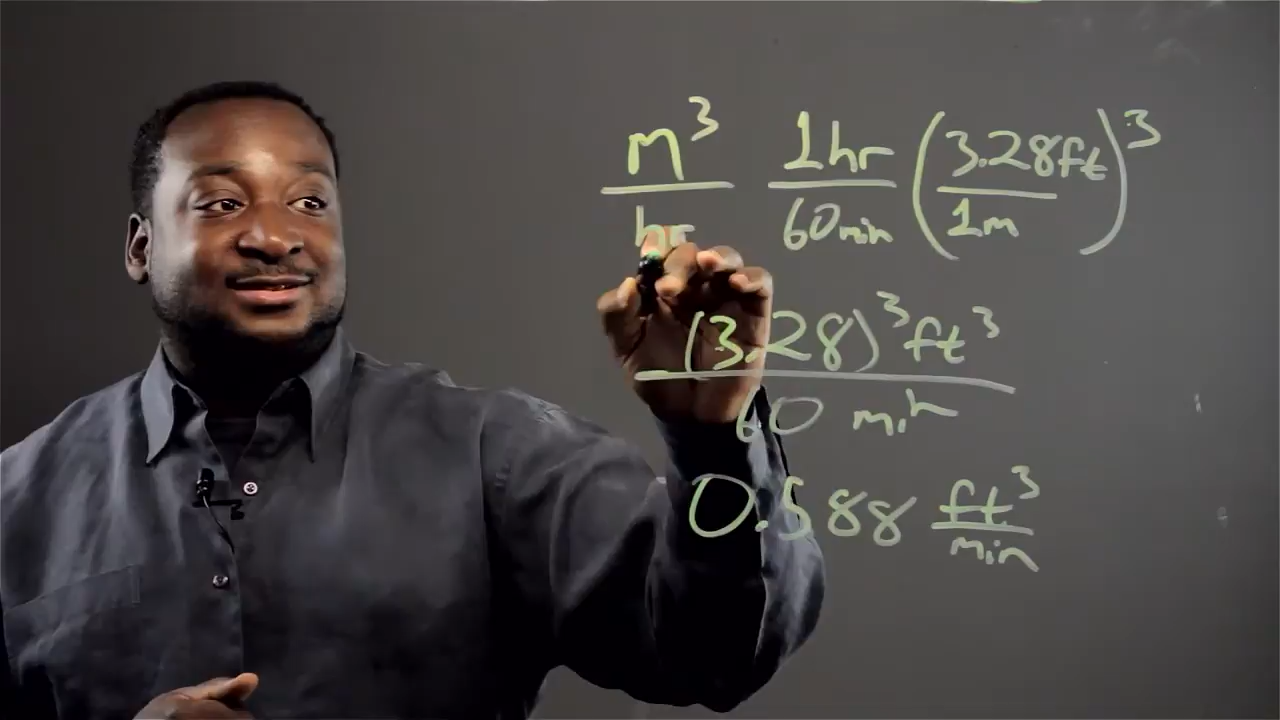 m³ 1hr (3.28ft)³
hr 60min 1m
(3.28)³ft³
60 min
0.588 ft³
min